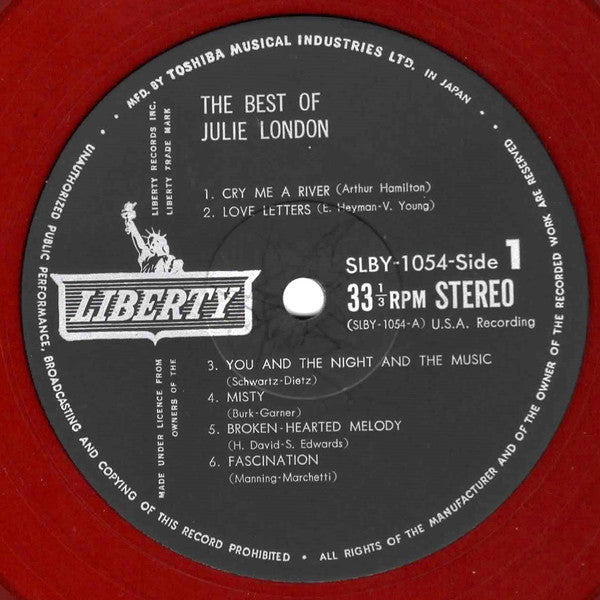 MFD. BY TOSHIBA MUSICAL INDUSTRIES LTD. IN JAPAN
THE BEST OF
JULIE LONDON
LIBERTY RECORDS INC.
LIBERTY TRADE MARK
1. CRY ME A RIVER (Arthur Hamilton)
2. LOVE LETTERS (E. Heyman-V. Young)
LIBERTY
SLBY-1054-Side 1
33 1/3 RPM STEREO
(SLBY-1054-A) U.S.A. Recording
3. YOU AND THE NIGHT AND THE MUSIC
(Schwartz-Dietz)
4. MISTY
(Burk-Garner)
5. BROKEN-HEARTED MELODY
(H. David-S. Edwards)
6. FASCINATION
(Manning-Marchetti)
MADE UNDER LICENCE FROM
OWNERS OF THE
UNAUTHORIZED PUBLIC PERFORMANCE, BROADCASTING AND COPYING OF THIS RECORD PROHIBITED • ALL RIGHTS OF THE MANUFACTURER AND OF THE OWNER OF THE RECORDED WORK ARE RESERVED